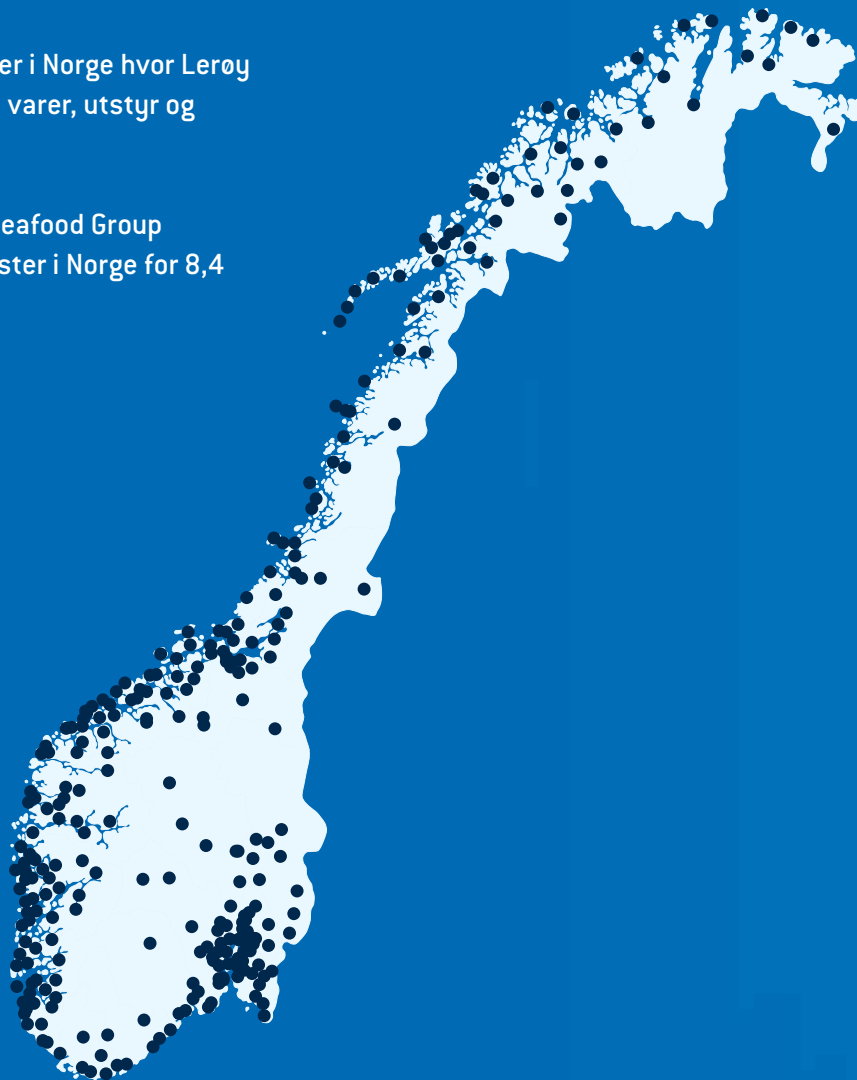 er i Norge hvor Lerøy
varer, utstyr og
eafood Group
ster i Norge for 8,4